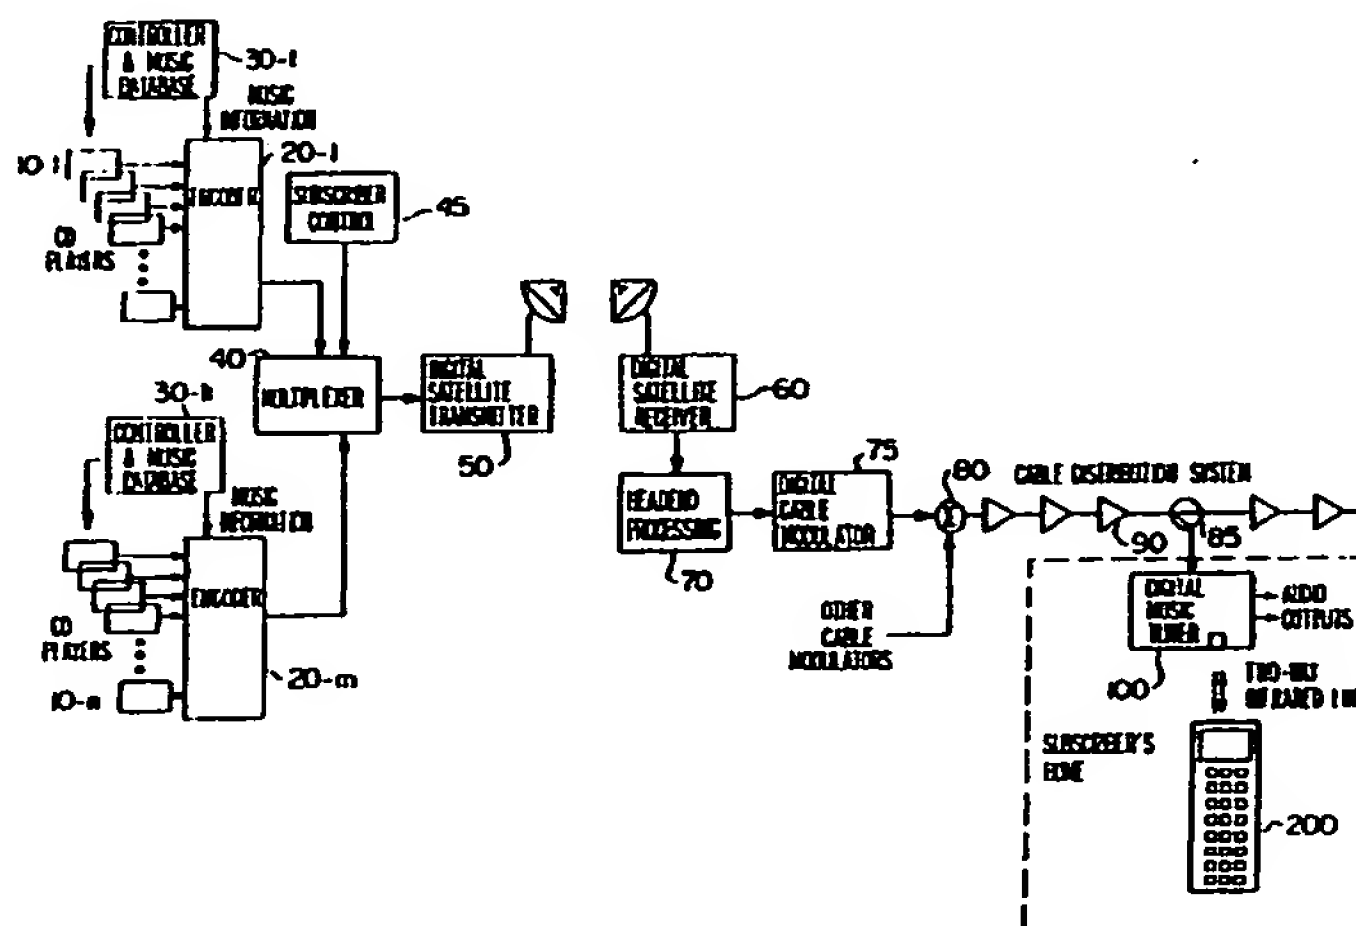 CONTROLLER
& MUSIC
DATABASE
30-1
MUSIC
INFORMATION
10-1
20-1
ENCODER
SUBSCRIBER
CONTROL
45
CD
PLAYERS
40
MULTIPLEXER
DIGITAL
SATELLITE
TRANSMITTER
50
DIGITAL
SATELLITE
RECEIVER
60
CONTROLLER
& MUSIC
DATABASE
MUSIC
INFORMATION
HEADEND
PROCESSING
70
75
DIGITAL
CABLE
MODULATOR
80
CABLE DISTRIBUTION SYSTEM
90
85
ENCODER
CD
PLAYERS
10-n
20-m
OTHER
CABLE
MODULATORS
DIGITAL
MUSIC
TUNER
AUDIO
OUTPUTS
100
TWO-WAY
INFRARED
SUBSCRIBER'S
HOME
200